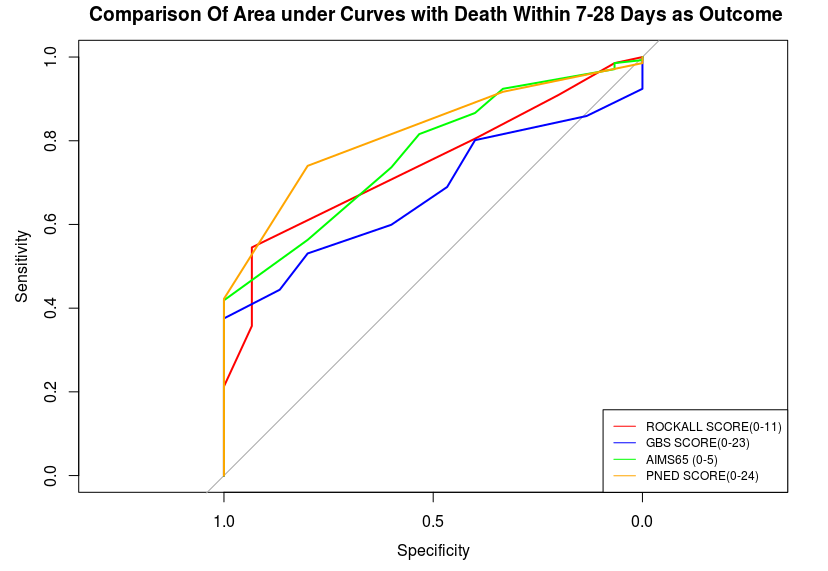 Comparison Of Area under Curves with Death Within 7-28 Days as Outcome
Sensitivity
1.0
0.8
0.6
0.4
0.2
0.0
ROCKALL SCORE(0-11)
GBS SCORE(0-23)
AIMS65 (0-5)
PNED SCORE(0-24)
1.0 0.5 0.0
Specificity